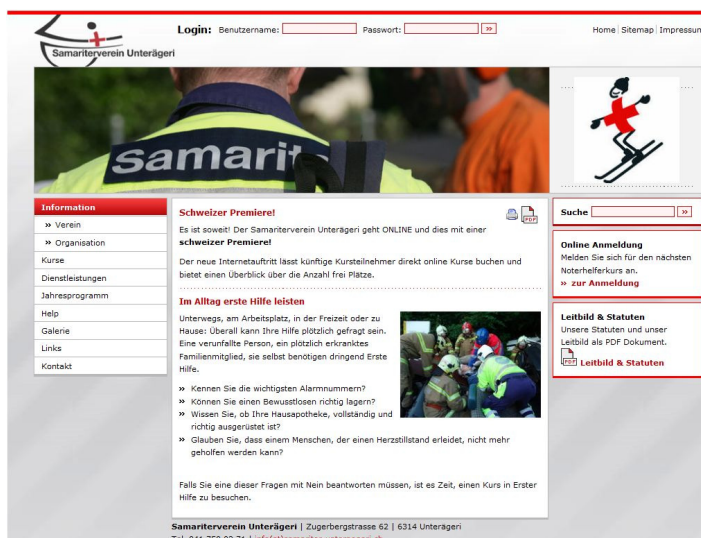 Login: Benutzername: Passwort: »
Home Sitemap Impressum
Samariterverein Unterägeri
samarit
Information
» Verein
» Organisation
Kurse
Dienstleistungen
Jahresprogramm
Help
Galerie
Links
Kontakt
Schweizer Premiere!
Es ist soweit! Der Samariterverein Unterägeri geht ONLINE und dies mit einer
schweizer Premiere!
Der neue Internetauftritt lässt künftige Kursteilnehmer direkt online Kurse buchen und
bietet einen Überblick über die Anzahl frei Plätze.
Im Alltag erste Hilfe leisten
Unterwegs, am Arbeitsplatz, in der Freizeit oder zu
Hause: Überall kann Ihre Hilfe plötzlich gefragt sein.
Eine verunfallte Person, ein plötzlich erkranktes
Familienmitglied, sie selbst benötigen dringend Erste
Hilfe.
» Kennen Sie die wichtigsten Alarmnummern?
» Können Sie einen Bewusstlosen richtig lagern?
» Wissen Sie, ob Ihre Hausapotheke, vollständig und
richtig ausgerüstet ist?
» Glauben Sie, dass einem Menschen, der einen Herzstillstand erleidet, nicht mehr
geholfen werden kann?
Falls Sie eine dieser Fragen mit Nein beantworten müssen, ist es Zeit, einen Kurs in Erster
Hilfe zu besuchen.
PDF
Suche »
Online Anmeldung
Melden Sie sich für den nächsten
Noterhelferkurs an.
» zur Anmeldung
Leitbild & Statuten
Unsere Statuten und unser
Leitbild als PDF Dokument.
PDF Leitbild & Statuten
Samariterverein Unterägeri | Zugerbergstrasse 62 | 6314 Unterägeri